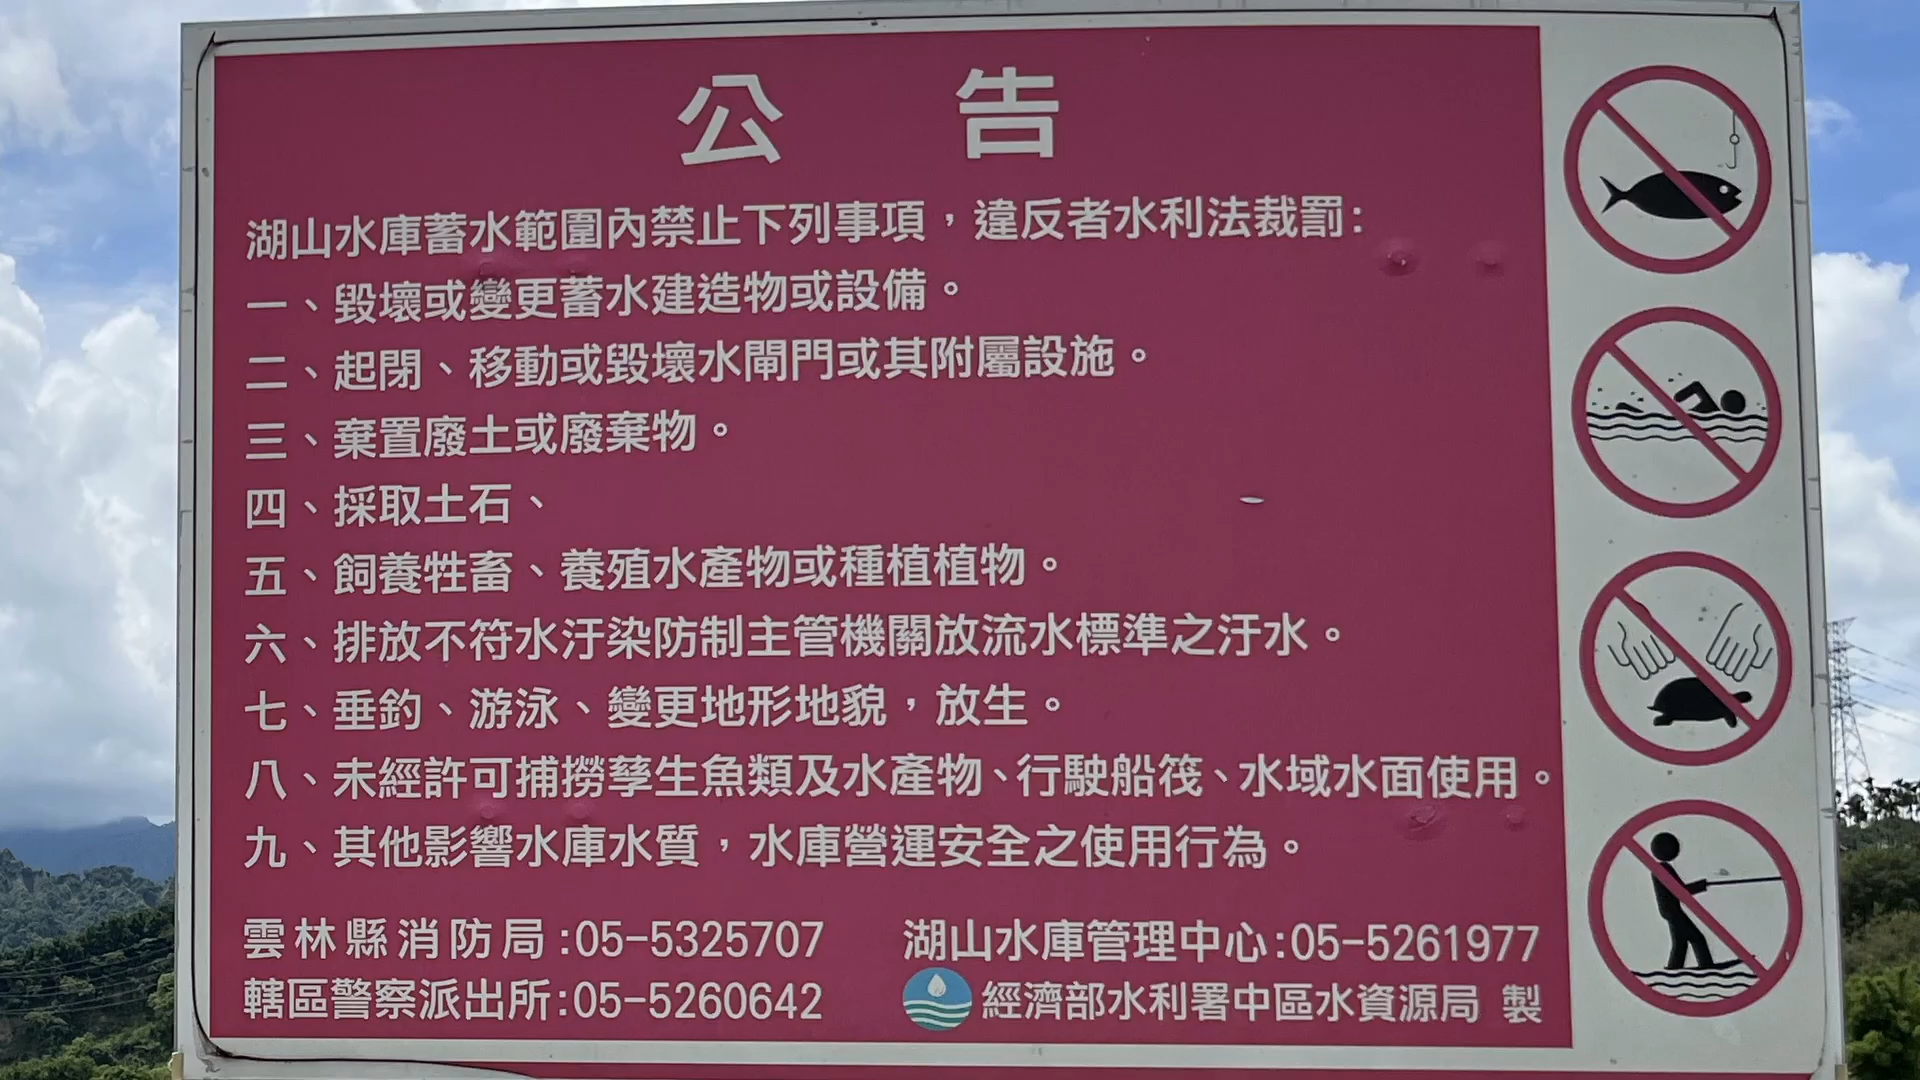 公告
湖山水庫蓄水範圍內禁止下列事項，違反者水利法裁罰：
一、毀壞或變更蓄水建造物或設備。
二、起閉、移動或毀壞水閘門或其附屬設施。
三、棄置廢土或廢棄物。
四、採取土石、
五、飼養牲畜、養殖水產物或種植植物。
六、排放不符水汙染防制主管機關放流水標準之汙水。
七、垂釣、游泳、變更地形地貌，放生。
八、未經許可捕撈孳生魚類及水產物、行駛船筏、水域水面使用。
九、其他影響水庫水質，水庫營運安全之使用行為。
雲林縣消防局:05-5325707 湖山水庫管理中心:05-5261977
轄區警察派出所:05-5260642 經濟部水利署中區水資源局 製